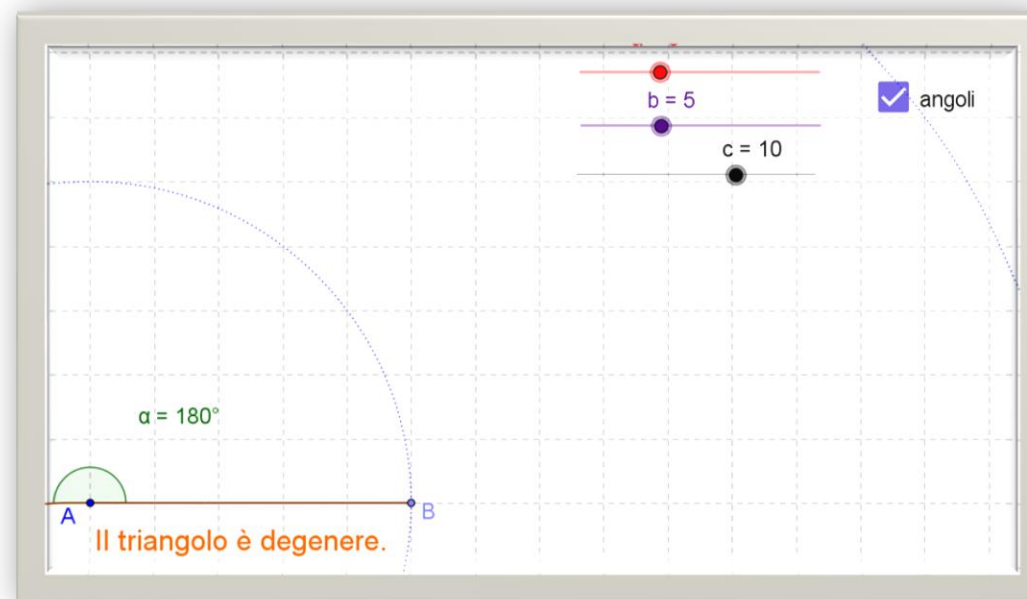 b = 5
angoli
c = 10
α = 180°
A
B
Il triangolo è degenere.